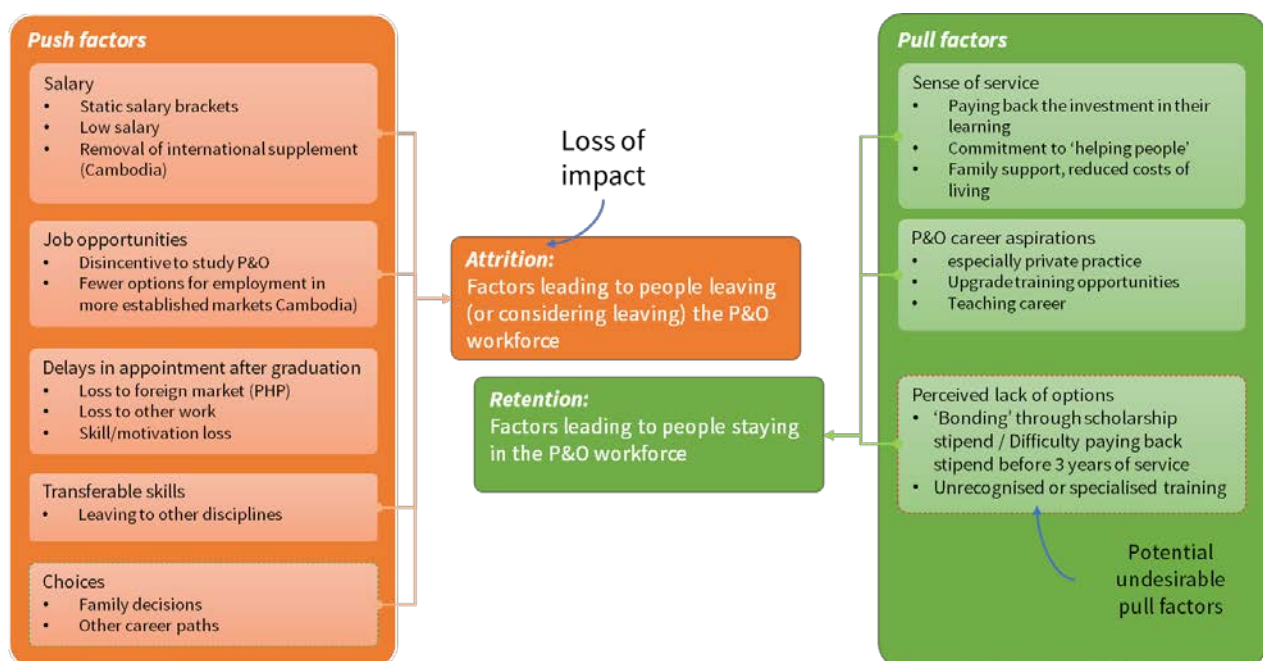 Push factors
Salary
• Static salary brackets
• Low salary
• Removal of international supplement
(Cambodia)
Job opportunities
• Disincentive to study P&O
• Fewer options for employment in
more established markets Cambodia)
Delays in appointment after graduation
• Loss to foreign market (PHP)
• Loss to other work
• Skill/motivation loss
Transferable skills
• Leaving to other disciplines
Choices
• Family decisions
• Other career paths
Loss of
impact
Attrition:
Factors leading to people leaving
(or considering leaving) the P&O
workforce
Retention:
Factors leading to people staying
in the P&O workforce
Pull factors
Sense of service
• Paying back the investment in their
learning
• Commitment to ‘helping people’
• Family support, reduced costs of
living
P&O career aspirations
• especially private practice
• Upgrade training opportunities
• Teaching career
Perceived lack of options
• ‘Bonding’ through scholarship
stipend / Difficulty paying back
stipend before 3 years of service
• Unrecognised or specialised training
Potential
undesirable
pull factors